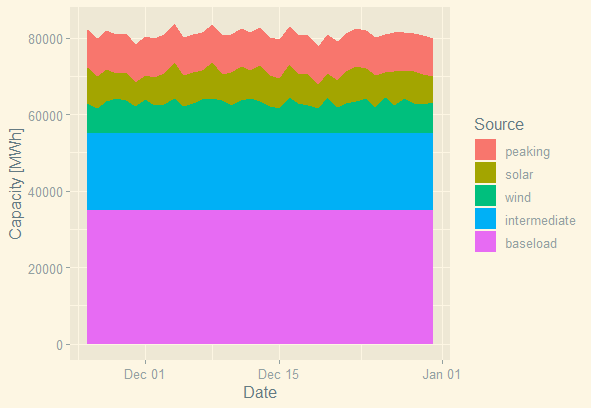 80000
60000
40000
20000
0
Capacity [MWh]
Dec 01
Dec 15
Jan 01
Date
Source
peaking
solar
wind
intermediate
baseload